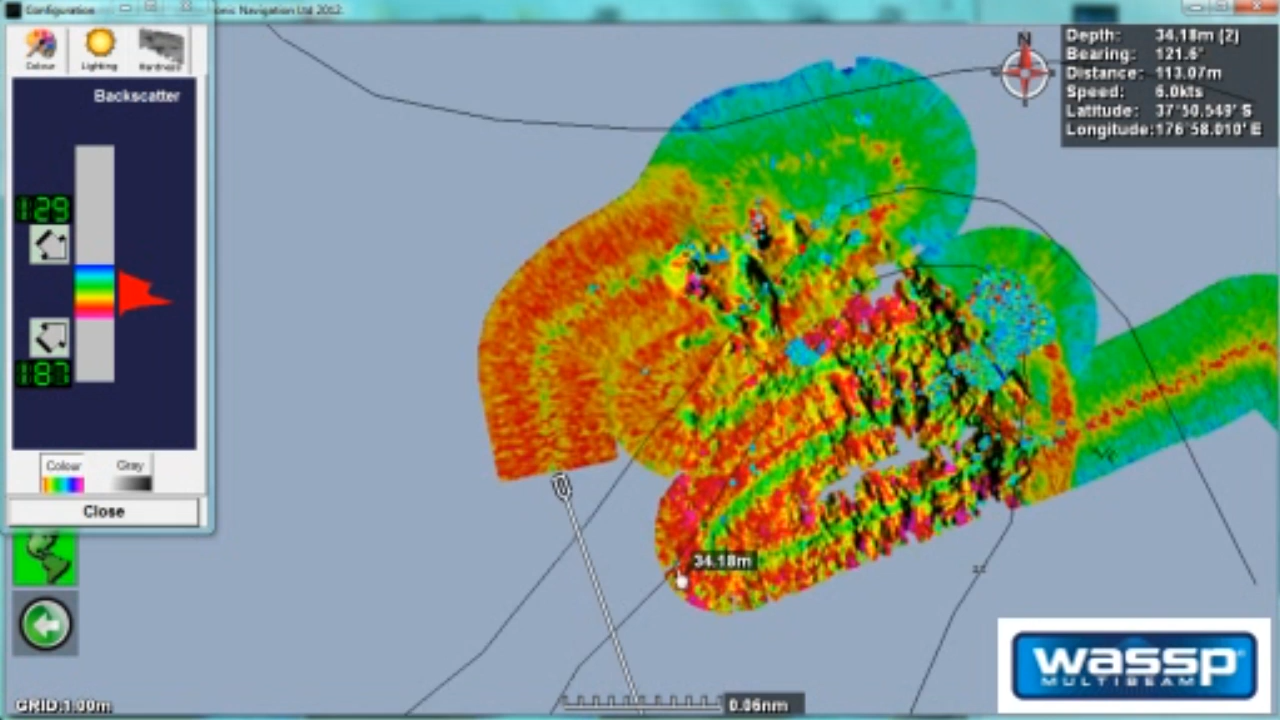 Configuration
Navigation Ltd 2012
Colour
Lighting
Hardness
Backscatter
129
187
Colour
Gray
Close
GRID:1.00m
N
Depth: 34.18m (2)
Bearing: 121.6°
Distance: 113.07m
Speed: 6.0kts
Latitude: 37°50.549' S
Longitude: 176°58.010' E
34.18m
0.06nm
wassp
MULTIBEAM